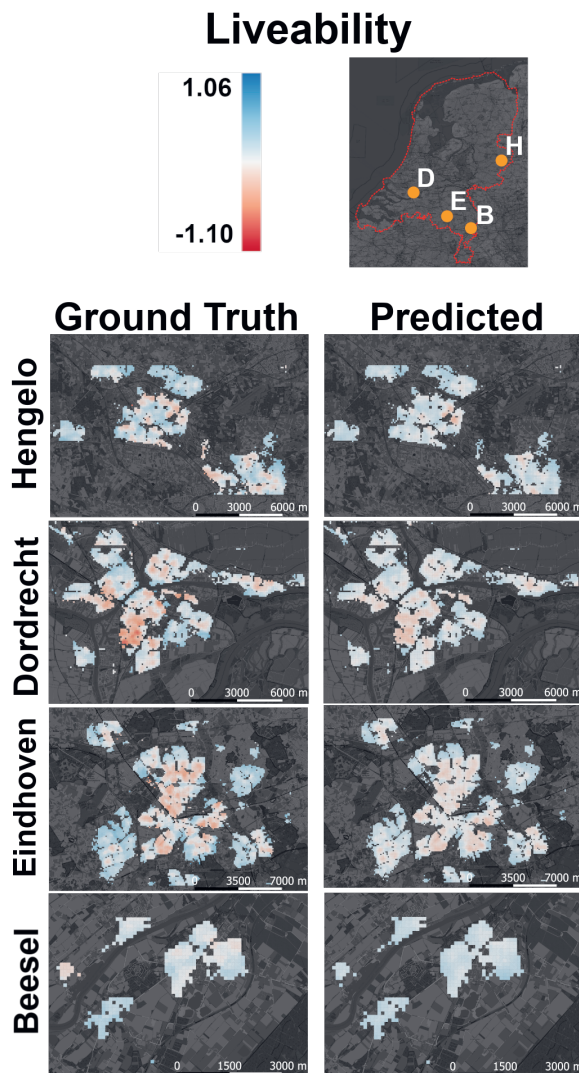 Liveability
1.06
-1.10
H
D
E
B
Ground Truth
Predicted
Hengelo
0 3000 6000 m
0 3000 6000 m
Dordrecht
0 3000 6000 m
0 3000 6000 m
Eindhoven
0 3500 7000 m
0 3500 7000 m
Beesel
0 1500 3000 m
0 1500 3000 m